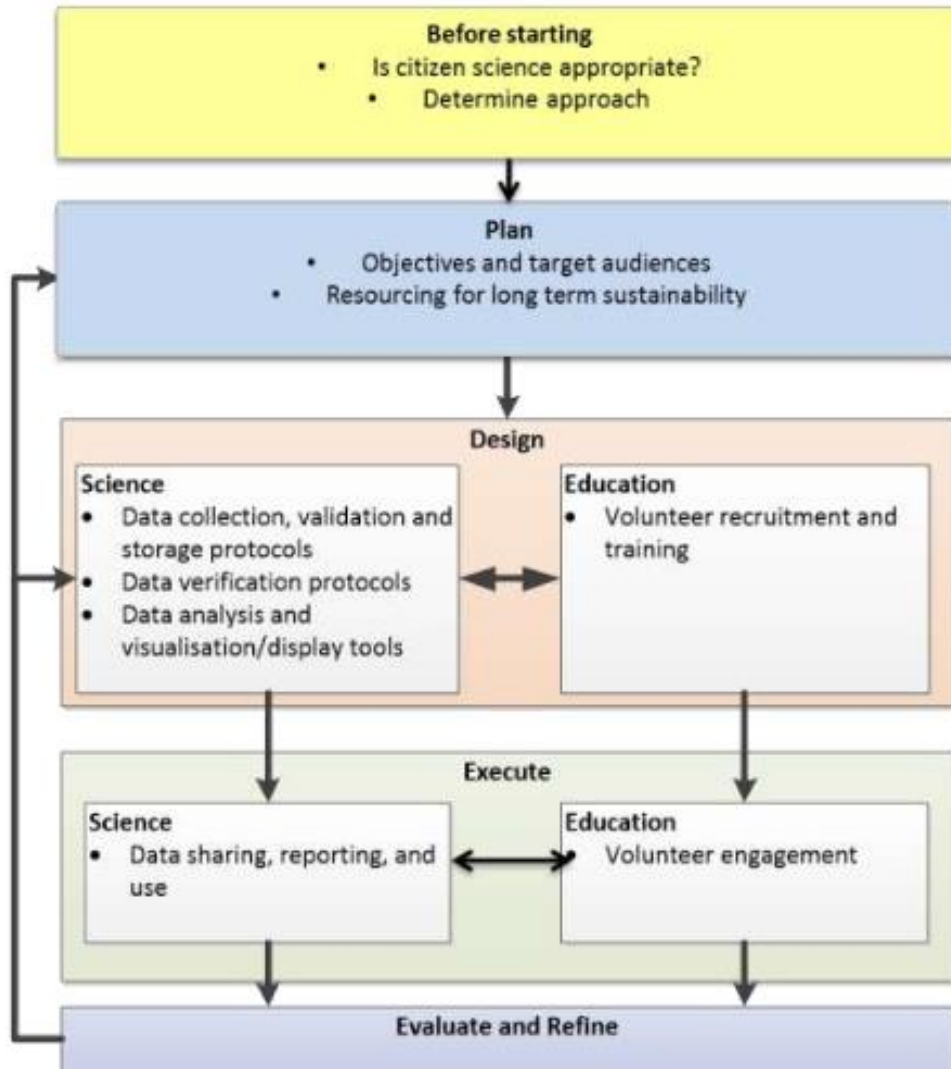 Before starting
• Is citizen science appropriate?
• Determine approach
Plan
• Objectives and target audiences
• Resourcing for long term sustainability
Design
Science
• Data collection, validation and
storage protocols
• Data verification protocols
• Data analysis and
visualisation/display tools
Education
• Volunteer recruitment and
training
Execute
Science
• Data sharing, reporting, and
use
Education
• Volunteer engagement
Evaluate and Refine